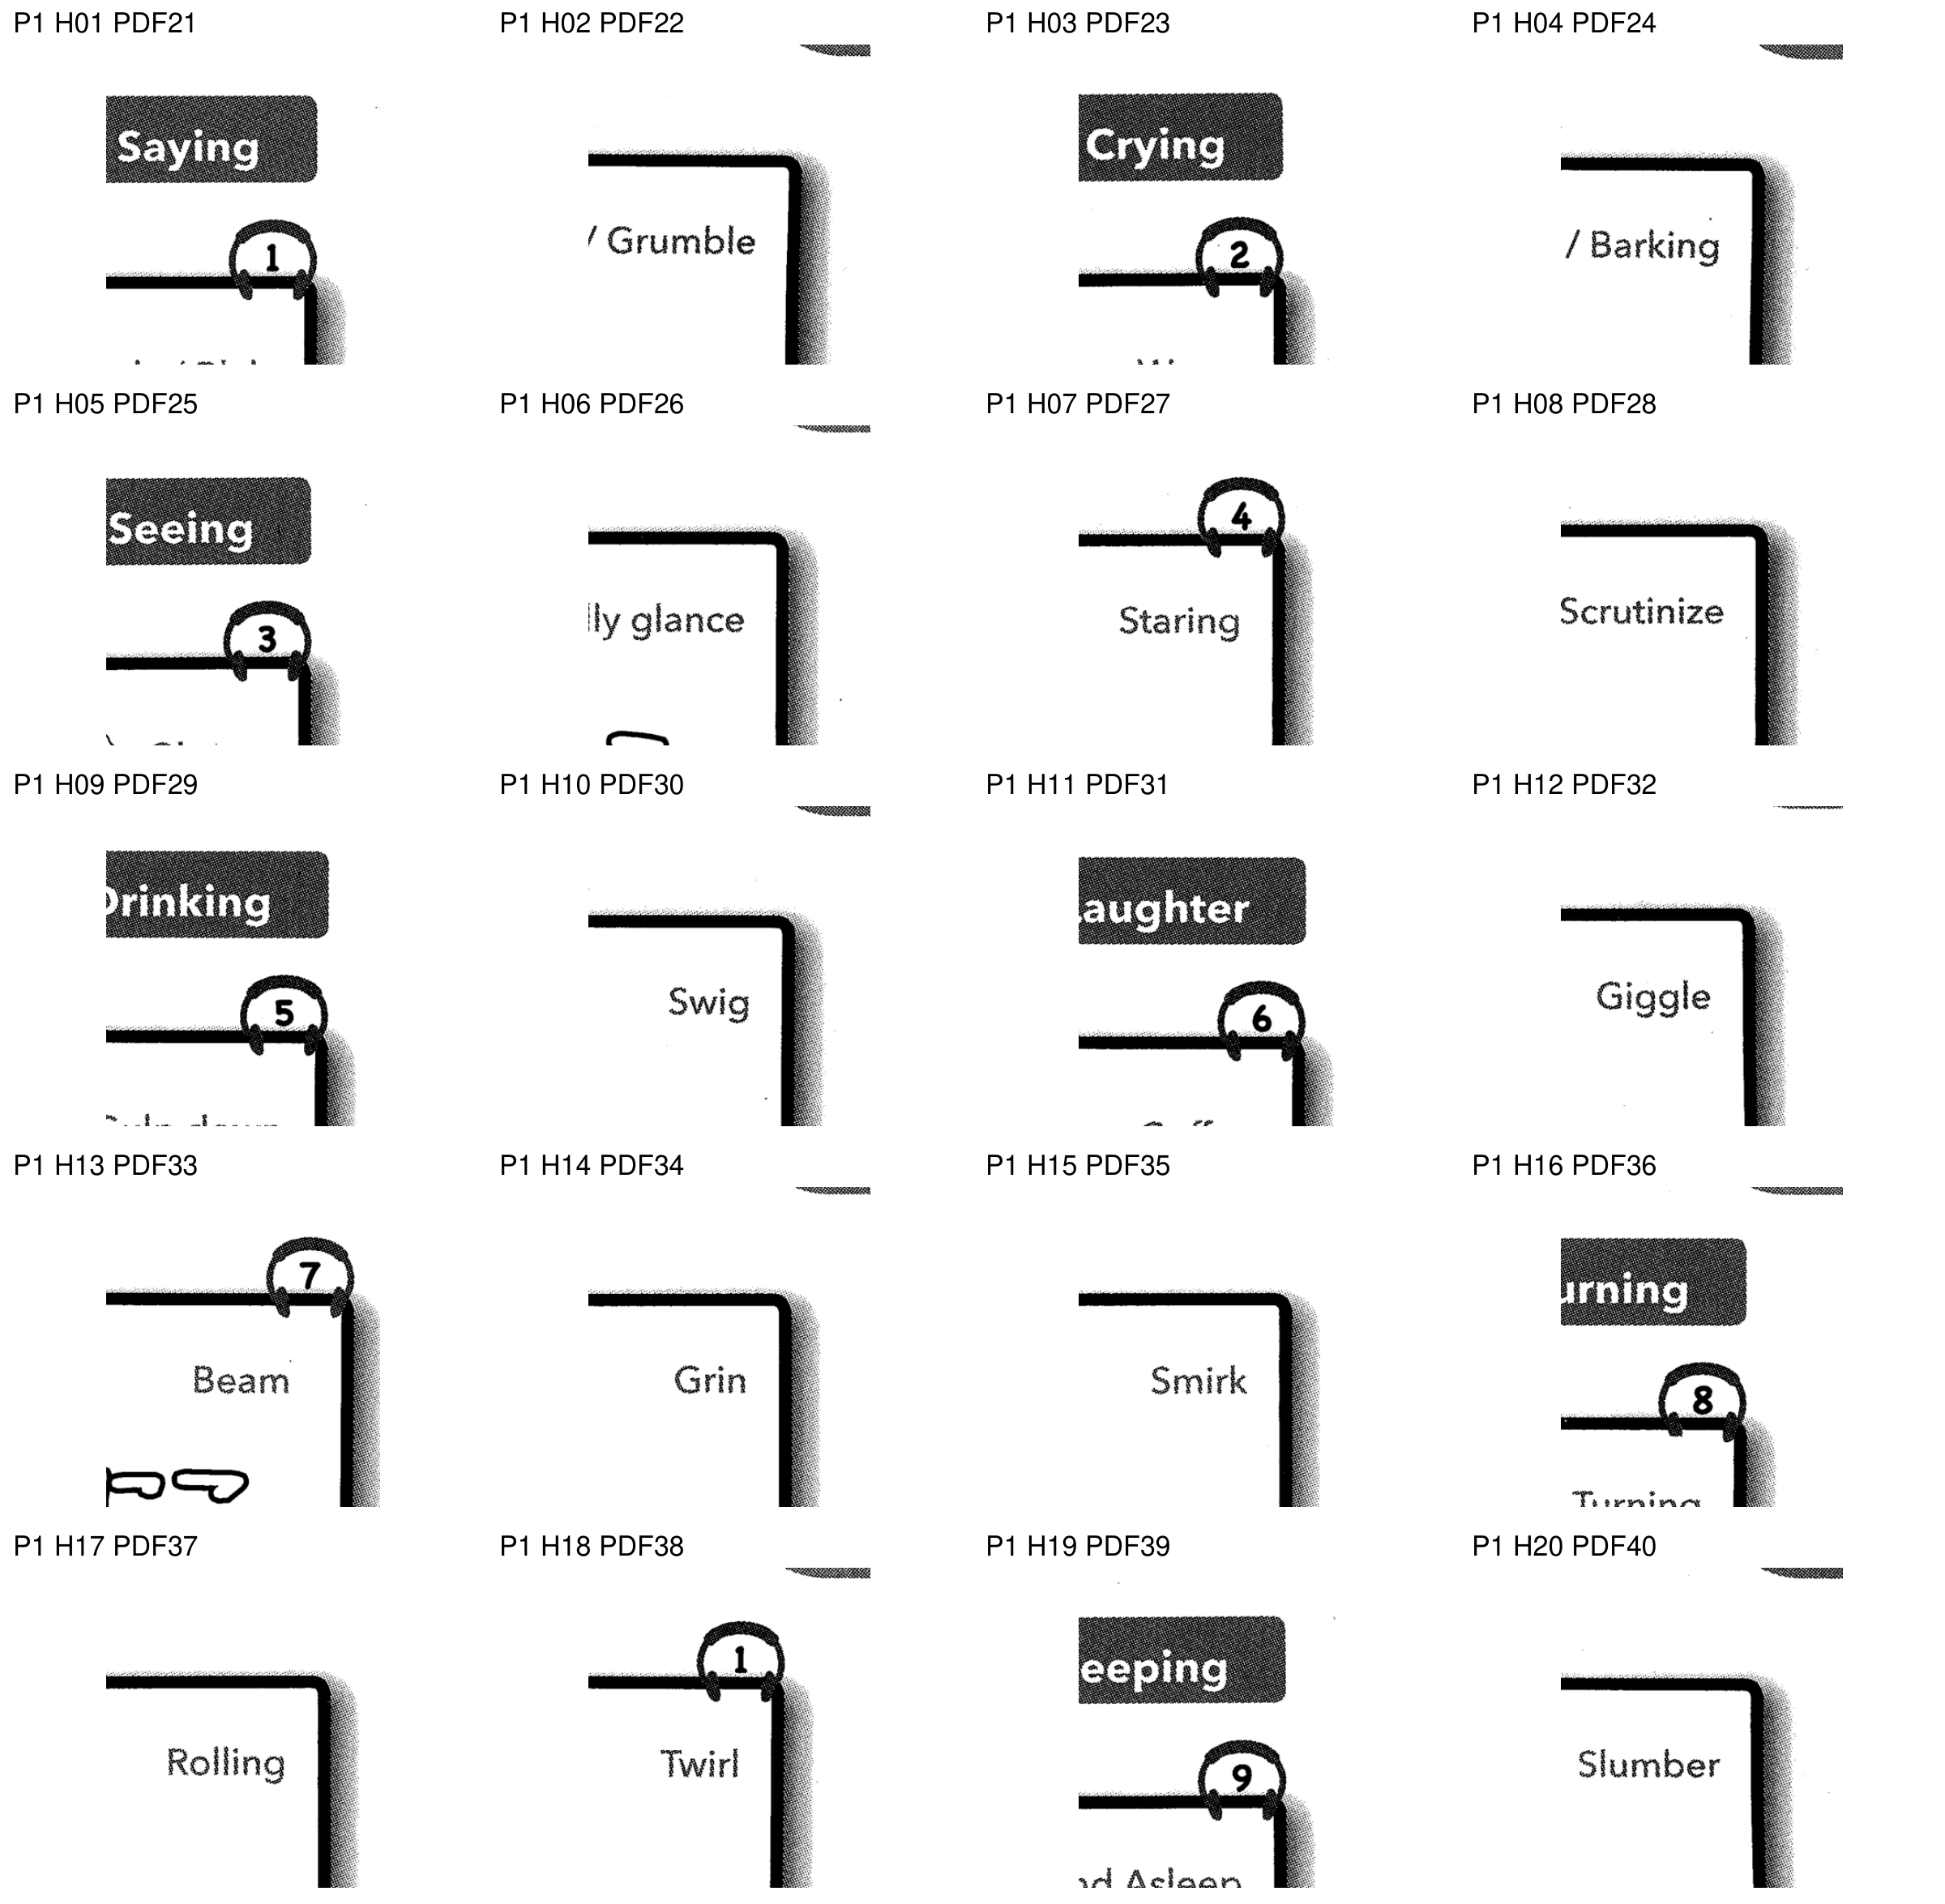 P1 H01 PDF21
Saying
1
P1 H02 PDF22
/ Grumble
P1 H03 PDF23
Crying
2
P1 H04 PDF24
/ Barking
P1 H05 PDF25
Seeing
3
P1 H06 PDF26
lly glance
P1 H07 PDF27
4
Staring
P1 H08 PDF28
Scrutinize
P1 H09 PDF29
Drinking
5
P1 H10 PDF30
Swig
P1 H11 PDF31
aughter
6
P1 H12 PDF32
Giggle
P1 H13 PDF33
7
Beam
P1 H14 PDF34
Grin
P1 H15 PDF35
Smirk
P1 H16 PDF36
urning
8
Turning
P1 H17 PDF37
Rolling
P1 H18 PDF38
1
Twirl
P1 H19 PDF39
eeping
9
d Asleep
P1 H20 PDF40
Slumber